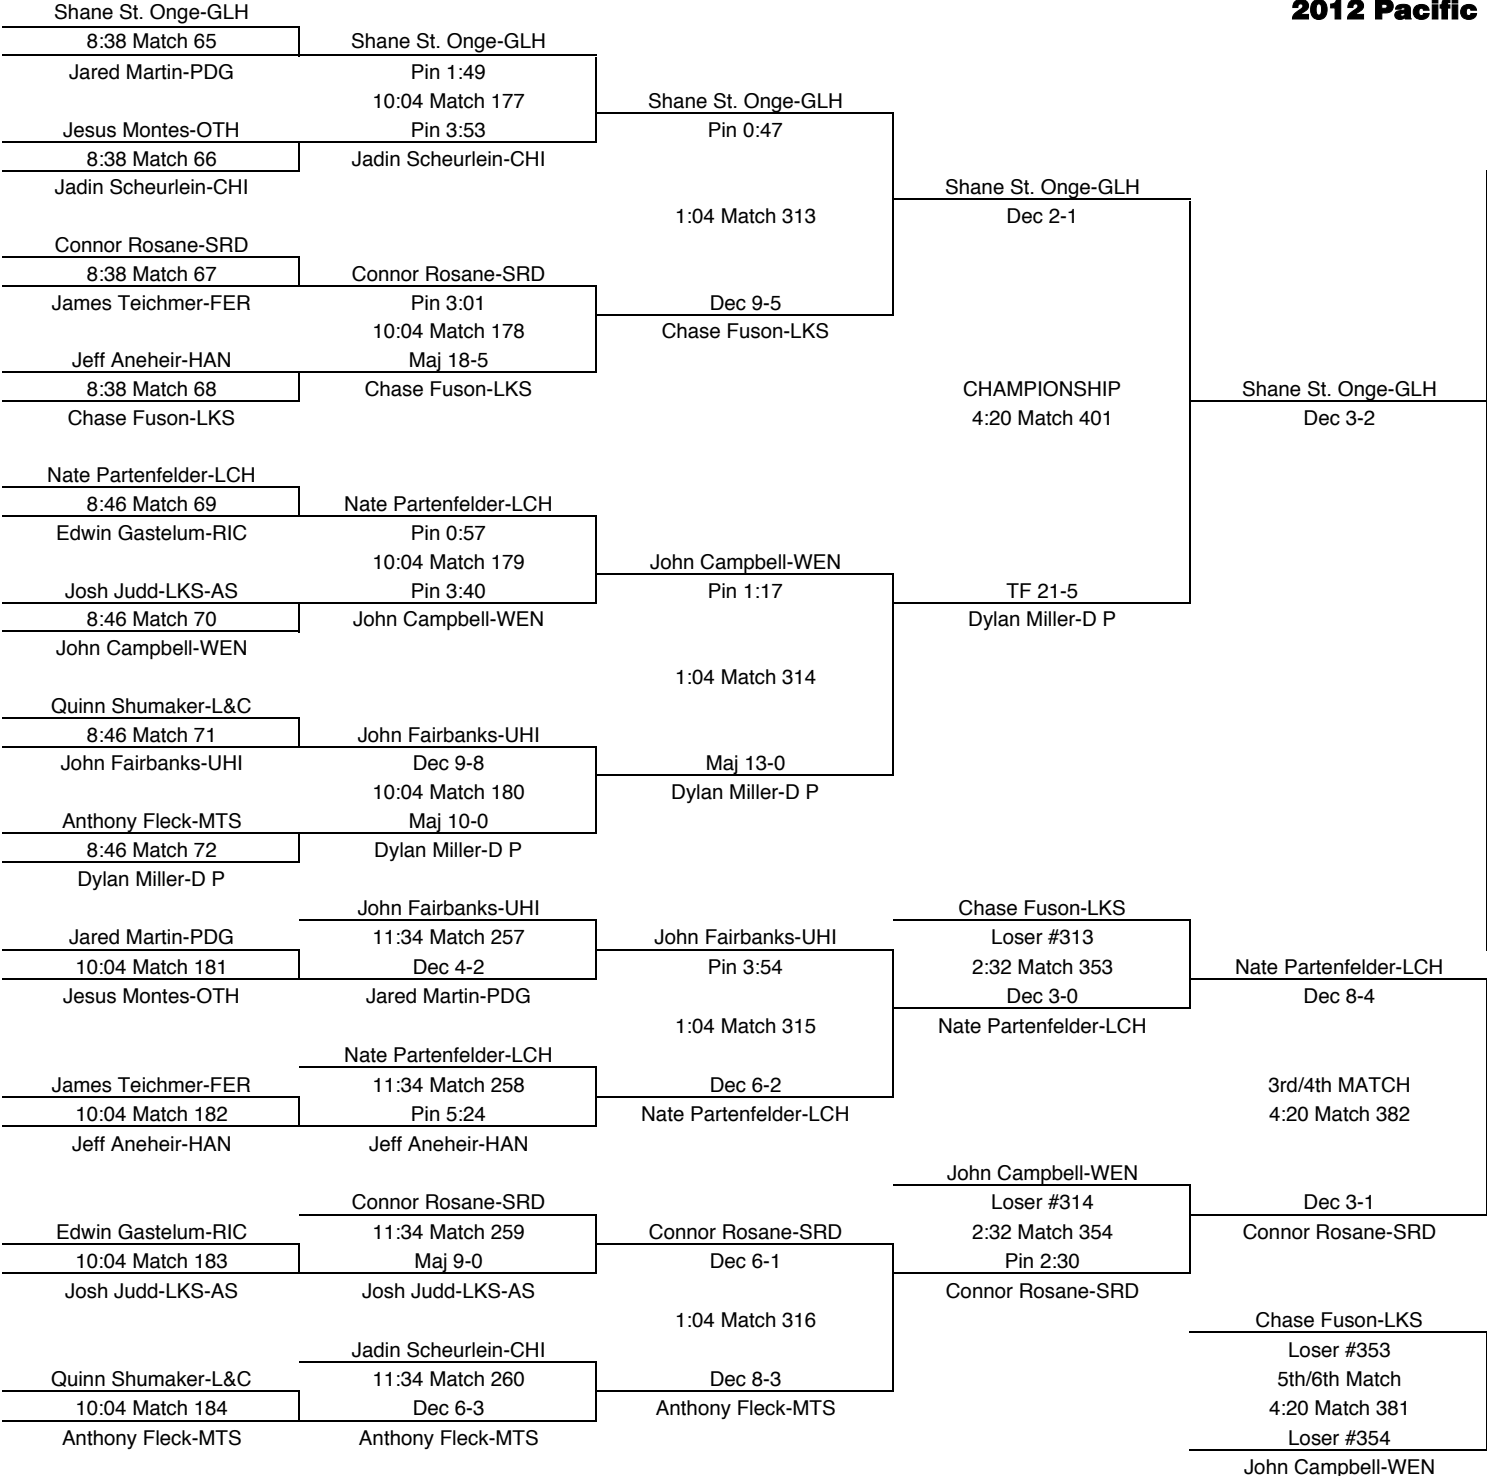 2012 Pacific
Shane St. Onge-GLH
8:38 Match 65
Jared Martin-PDG
Jesus Montes-OTH
8:38 Match 66
Jadin Scheurlein-CHI
Connor Rosane-SRD
8:38 Match 67
James Teichmer-FER
Jeff Aneheir-HAN
8:38 Match 68
Chase Fuson-LKS
Nate Partenfelder-LCH
8:46 Match 69
Edwin Gastelum-RIC
Josh Judd-LKS-AS
8:46 Match 70
John Campbell-WEN
Quinn Shumaker-L&C
8:46 Match 71
John Fairbanks-UHI
Anthony Fleck-MTS
8:46 Match 72
Dylan Miller-D P
Shane St. Onge-GLH
Pin 1:49
10:04 Match 177
Pin 3:53
Jadin Scheurlein-CHI
Connor Rosane-SRD
Pin 3:01
10:04 Match 178
Maj 18-5
Chase Fuson-LKS
Nate Partenfelder-LCH
Pin 0:57
10:04 Match 179
Pin 3:40
John Campbell-WEN
John Fairbanks-UHI
Dec 9-8
10:04 Match 180
Maj 10-0
Dylan Miller-D P
Shane St. Onge-GLH
Pin 0:47
1:04 Match 313
Dec 9-5
Chase Fuson-LKS
John Campbell-WEN
Pin 1:17
1:04 Match 314
Maj 13-0
Dylan Miller-D P
Shane St. Onge-GLH
Dec 2-1
CHAMPIONSHIP
4:20 Match 401
TF 21-5
Dylan Miller-D P
Shane St. Onge-GLH
Dec 3-2
Jared Martin-PDG
10:04 Match 181
Jesus Montes-OTH
James Teichmer-FER
10:04 Match 182
Jeff Aneheir-HAN
Edwin Gastelum-RIC
10:04 Match 183
Josh Judd-LKS-AS
Quinn Shumaker-L&C
10:04 Match 184
Anthony Fleck-MTS
John Fairbanks-UHI
11:34 Match 257
Dec 4-2
Jared Martin-PDG
Nate Partenfelder-LCH
11:34 Match 258
Pin 5:24
Jeff Aneheir-HAN
Connor Rosane-SRD
11:34 Match 259
Maj 9-0
Josh Judd-LKS-AS
Jadin Scheurlein-CHI
11:34 Match 260
Dec 6-3
Anthony Fleck-MTS
John Fairbanks-UHI
Pin 3:54
1:04 Match 315
Dec 6-2
Nate Partenfelder-LCH
Connor Rosane-SRD
Dec 6-1
1:04 Match 316
Dec 8-3
Anthony Fleck-MTS
Chase Fuson-LKS
Loser #313
2:32 Match 353
Dec 3-0
Nate Partenfelder-LCH
John Campbell-WEN
Loser #314
2:32 Match 354
Pin 2:30
Connor Rosane-SRD
Nate Partenfelder-LCH
Dec 8-4
3rd/4th MATCH
4:20 Match 382
Dec 3-1
Connor Rosane-SRD
Chase Fuson-LKS
Loser #353
5th/6th Match
4:20 Match 381
Loser #354
John Campbell-WEN